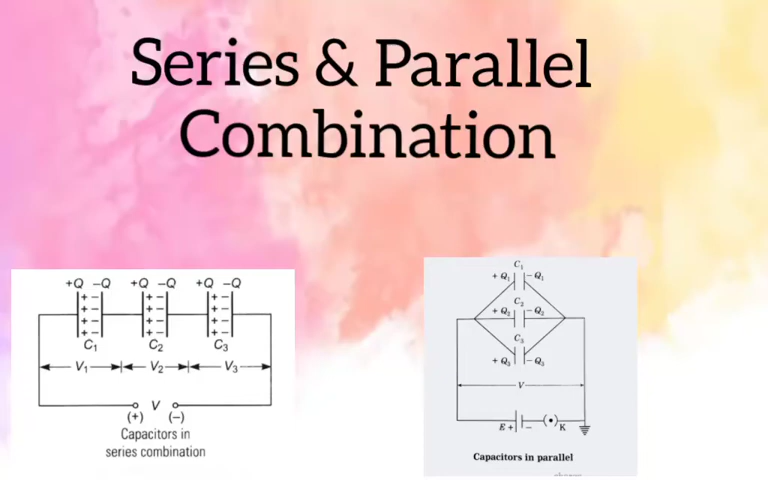 Series & Parallel
Combination
+Q -Q +Q -Q +Q -Q
C1 C2 C3
V1 V2 V3
V
(+) (-)
Capacitors in
series combination
C1
+ Q1 - Q1
C2
+ Q2 - Q2
C3
+ Q3 - Q3
V
E + - K
Capacitors in parallel